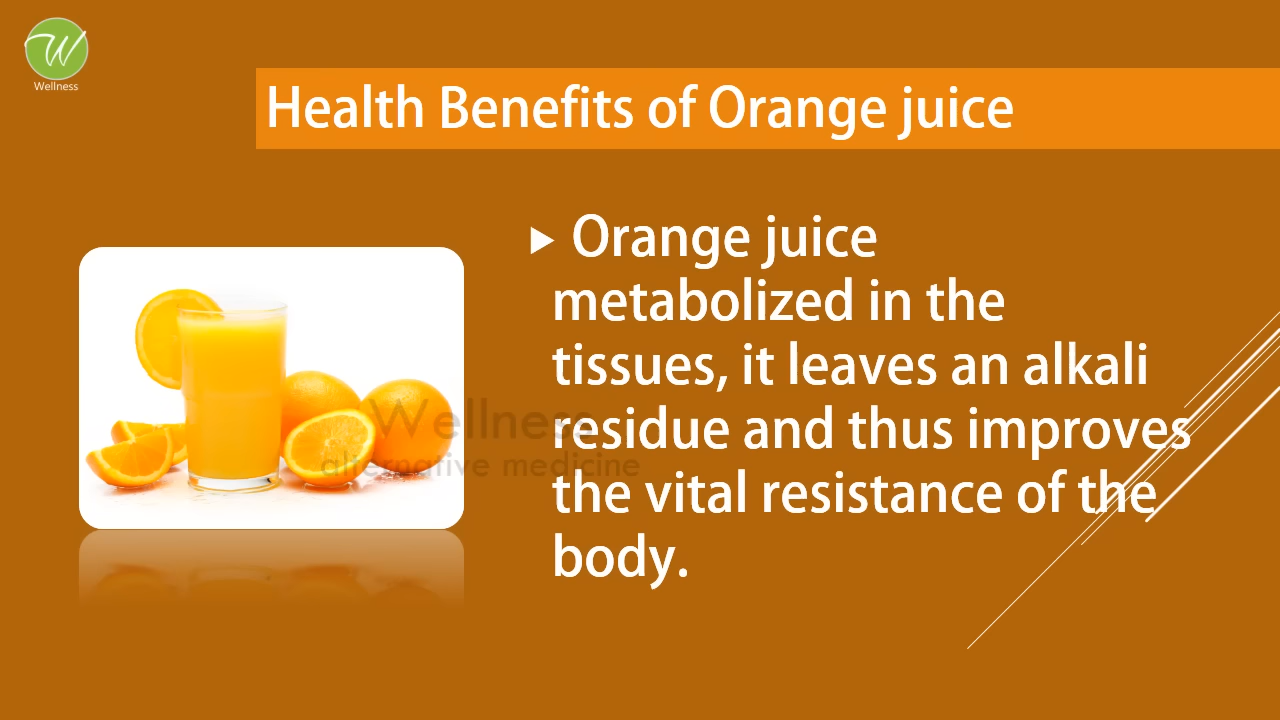 W
Wellness
Health Benefits of Orange juice
Orange juice
metabolized in the
tissues, it leaves an alkali
residue and thus improves
the vital resistance of the
body.
Wellness
alternative medicine